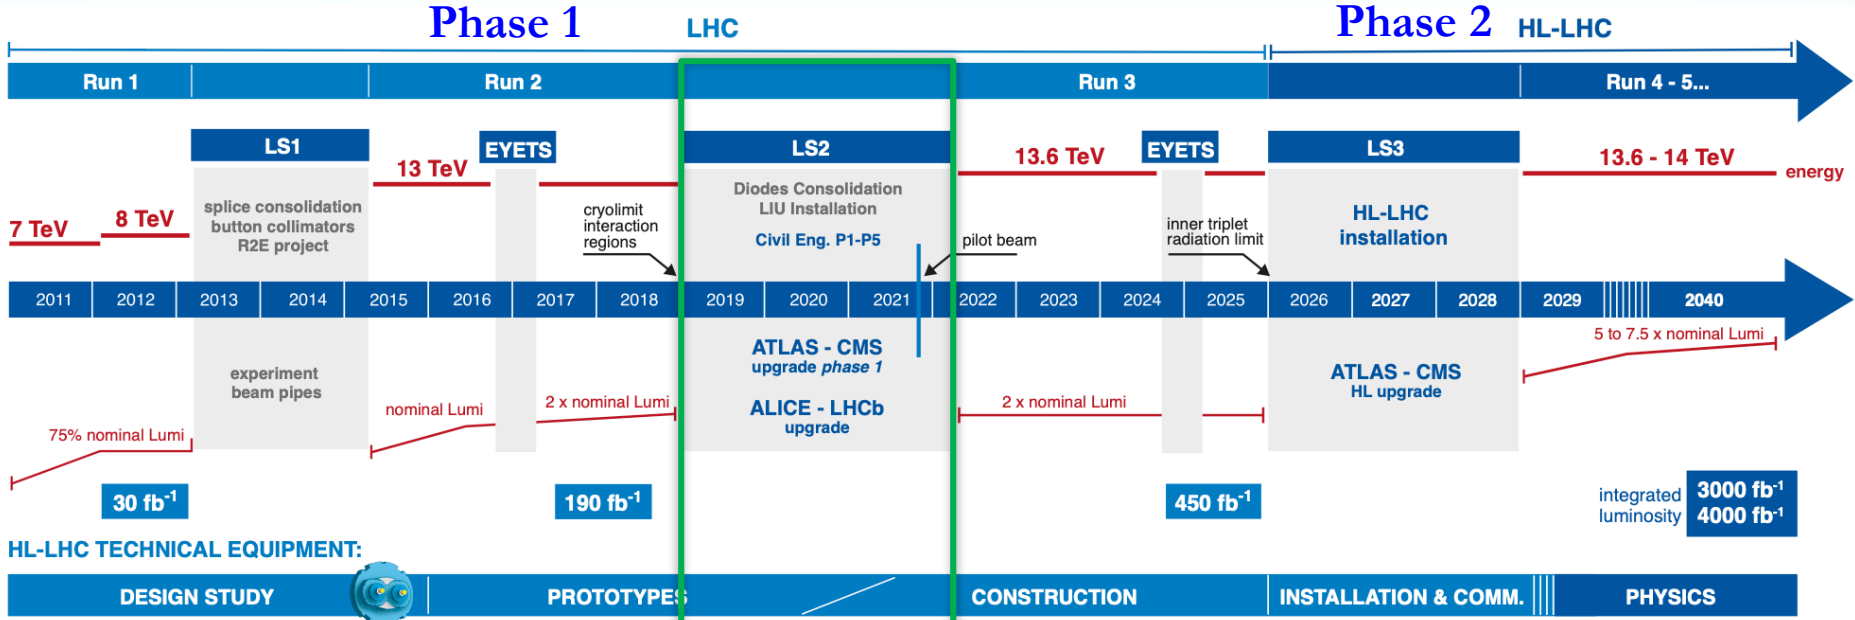 Phase 1
LHC
Phase 2
HL-LHC
Run 1
Run 2
Run 3
Run 4 - 5...
LS1
EYETS
LS2
EYETS
LS3
7 TeV
8 TeV
13 TeV
13.6 TeV
13.6 - 14 TeV
energy
splice consolidation
button collimators
R2E project
cryolimit
interaction
regions
Diodes Consolidation
LIU Installation
Civil Eng. P1-P5
pilot beam
inner triplet
radiation limit
HL-LHC
installation
2011
2012
2013
2014
2015
2016
2017
2018
2019
2020
2021
2022
2023
2024
2025
2026
2027
2028
2029
2040
experiment
beam pipes
75% nominal Lumi
nominal Lumi
2 x nominal Lumi
ATLAS - CMS
upgrade phase 1
ALICE - LHCb
upgrade
2 x nominal Lumi
ATLAS - CMS
HL upgrade
5 to 7.5 x nominal Lumi
30 fb⁻¹
190 fb⁻¹
450 fb⁻¹
integrated
luminosity
3000 fb⁻¹
4000 fb⁻¹
HL-LHC TECHNICAL EQUIPMENT:
DESIGN STUDY
PROTOTYPES
CONSTRUCTION
INSTALLATION & COMM.
PHYSICS